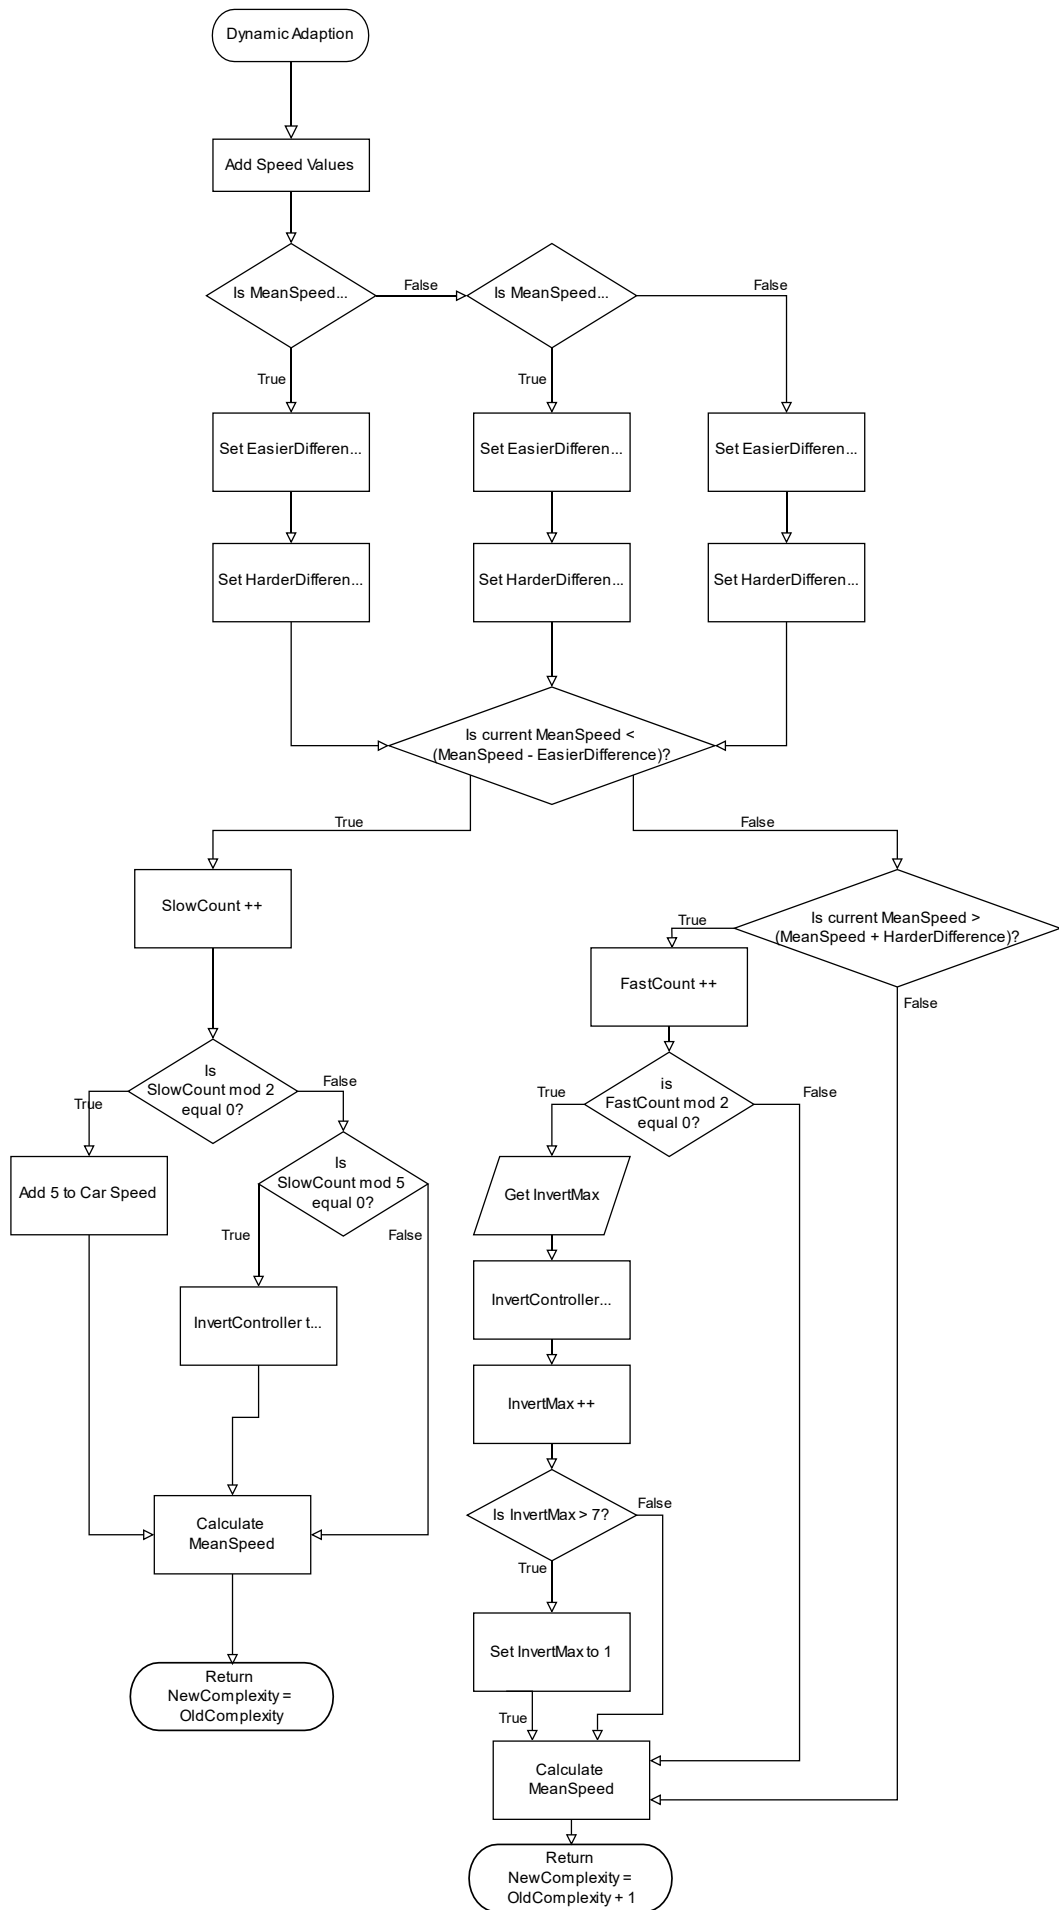 Dynamic Adaption
Add Speed Values
Is MeanSpeed...
False
Is MeanSpeed...
False
True
True
Set EasierDifferen...
Set EasierDifferen...
Set EasierDifferen...
Set HarderDifferen...
Set HarderDifferen...
Set HarderDifferen...
Is current MeanSpeed <
(MeanSpeed - EasierDifference)?
True
False
SlowCount ++
Is current MeanSpeed >
(MeanSpeed + HarderDifference)?
True
False
FastCount ++
Is
SlowCount mod 2
equal 0?
True
False
is
FastCount mod 2
equal 0?
True
False
Add 5 to Car Speed
Is
SlowCount mod 5
equal 0?
True
False
Get InvertMax
InvertController t...
InvertController...
InvertMax ++
Is InvertMax > 7?
False
True
Calculate
MeanSpeed
Set InvertMax to 1
True
Return
NewComplexity =
OldComplexity
Calculate
MeanSpeed
Return
NewComplexity =
OldComplexity + 1